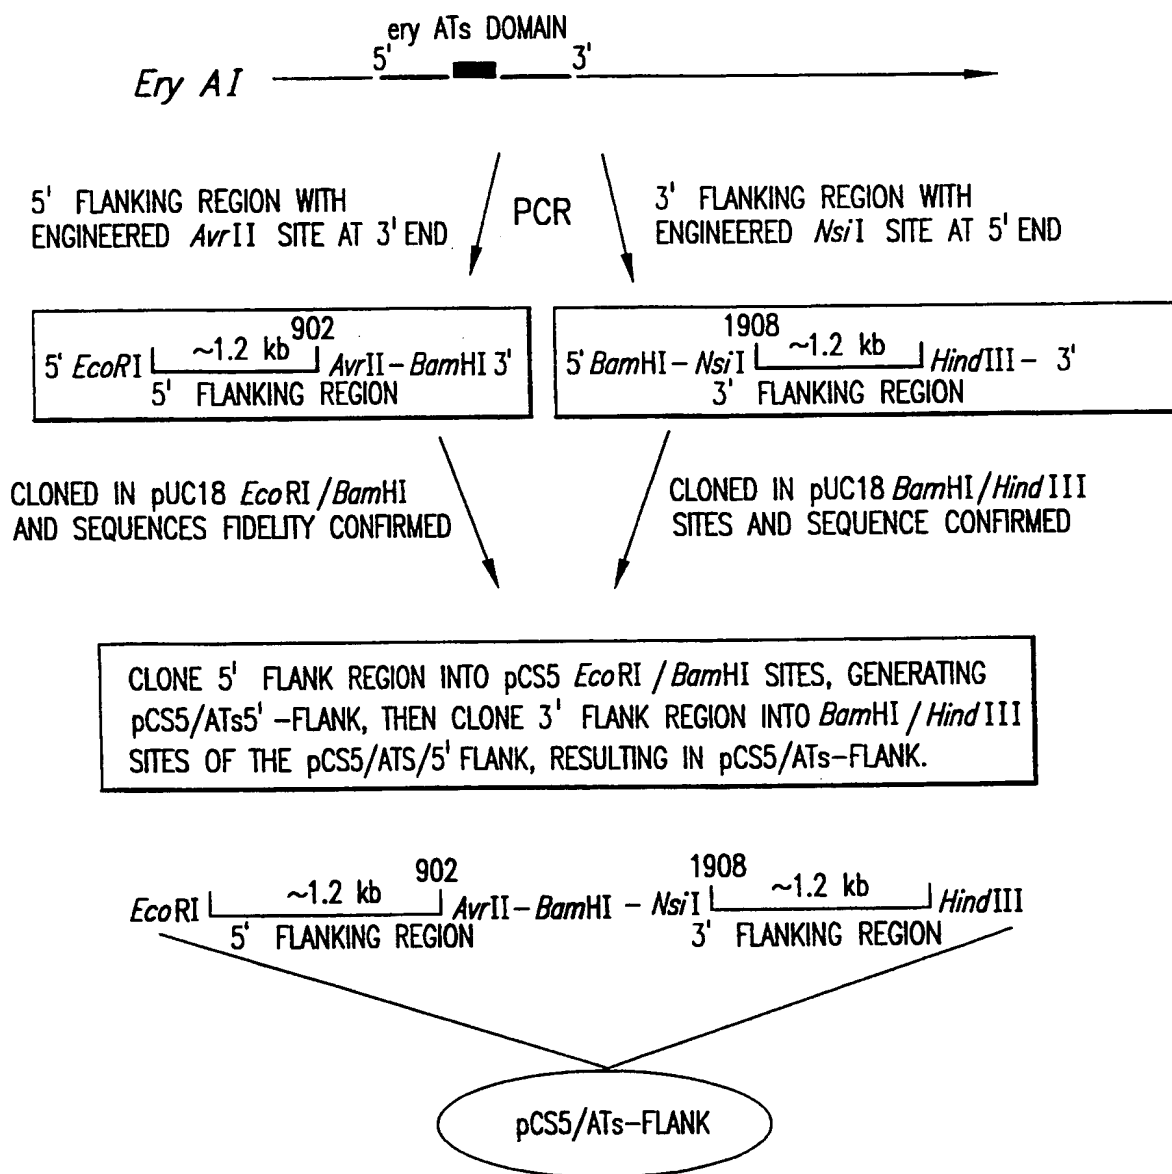 ery ATs DOMAIN
5' 3'
Ery AI
5' FLANKING REGION WITH
ENGINEERED AvrII SITE AT 3' END
PCR
3' FLANKING REGION WITH
ENGINEERED NsiI SITE AT 5' END
902
5' EcoRI ~1.2 kb AvrII-BamHI 3'
5' FLANKING REGION
1908
5' BamHI-NsiI ~1.2 kb HindIII- 3'
3' FLANKING REGION
CLONED IN pUC18 EcoRI/BamHI
AND SEQUENCES FIDELITY CONFIRMED
CLONED IN pUC18 BamHI/HindIII
SITES AND SEQUENCE CONFIRMED
CLONE 5' FLANK REGION INTO pCS5 EcoRI/BamHI SITES, GENERATING
pCS5/ATs5'-FLANK, THEN CLONE 3' FLANK REGION INTO BamHI/HindIII
SITES OF THE pCS5/ATS/5' FLANK, RESULTING IN pCS5/ATs-FLANK.
902 1908
EcoRI ~1.2 kb AvrII-BamHI-NsiI ~1.2 kb HindIII
5' FLANKING REGION 3' FLANKING REGION
pCS5/ATs-FLANK